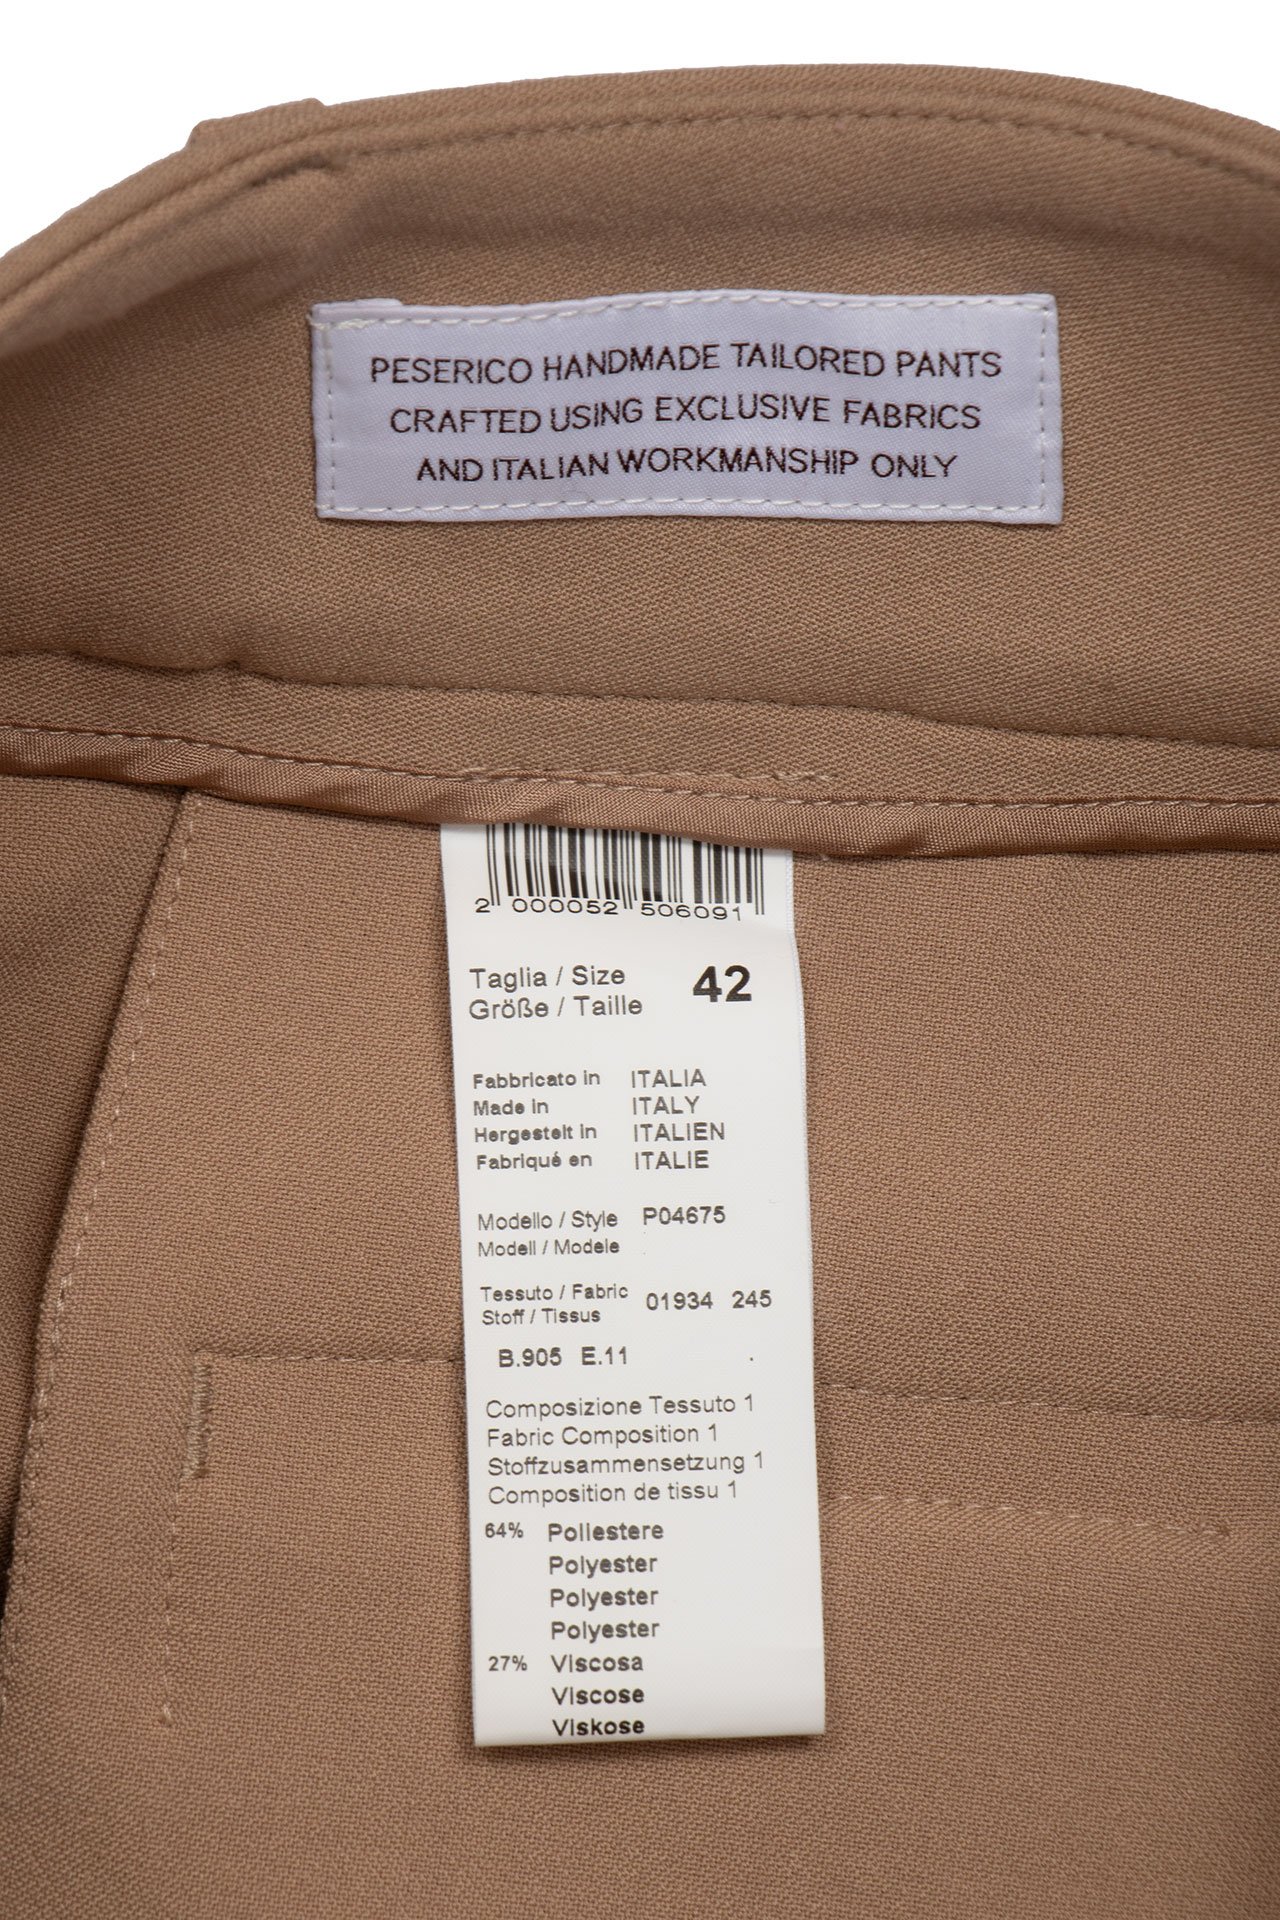 PESERICO HANDMADE TAILORED PANTS
CRAFTED USING EXCLUSIVE FABRICS
AND ITALIAN WORKMANSHIP ONLY
2 000052 506091
Taglia / Size 42
Größe / Taille
Fabbricato in ITALIA
Made in ITALY
Hergestelt in ITALIEN
Fabriqué en ITALIE
Modello / Style P04675
Modell / Modele
Tessuto / Fabric 01934 245
Stoff / Tissus
B.905 E.11
Composizione Tessuto 1
Fabric Composition 1
Stoffzusammensetzung 1
Composition de tissu 1
64% Poliestere
Polyester
Polyester
Polyester
27% Viscosa
Viscose
Viskose